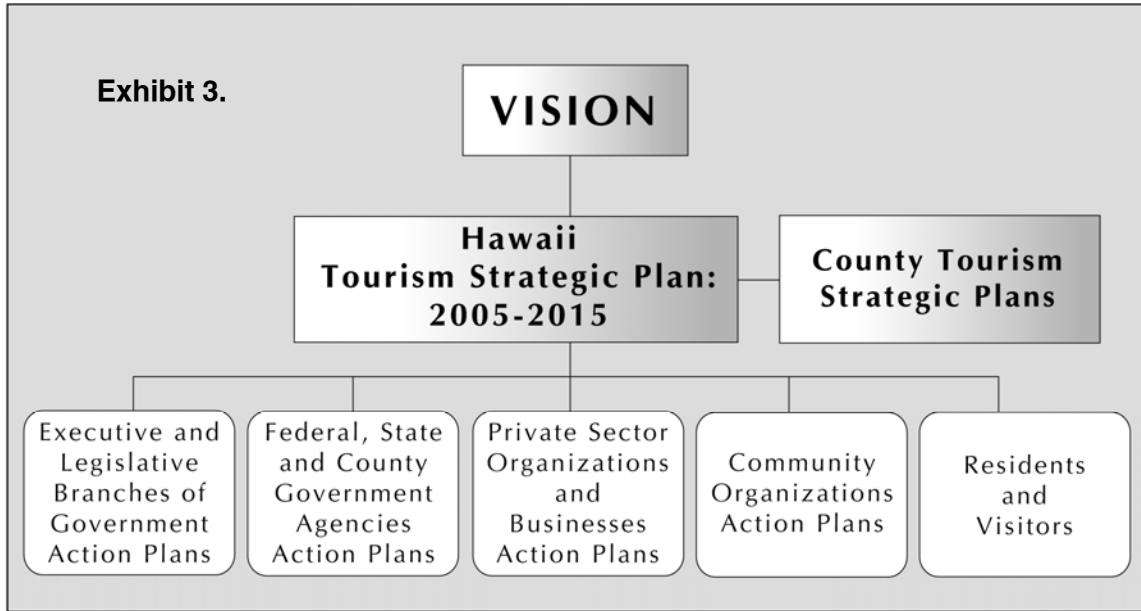 Exhibit 3.
VISION
Hawaii
Tourism Strategic Plan:
2005-2015
County Tourism
Strategic Plans
Executive and
Legislative
Branches of
Government
Action Plans
Federal, State
and County
Government
Agencies
Action Plans
Private Sector
Organizations
and
Businesses
Action Plans
Community
Organizations
Action Plans
Residents
and
Visitors